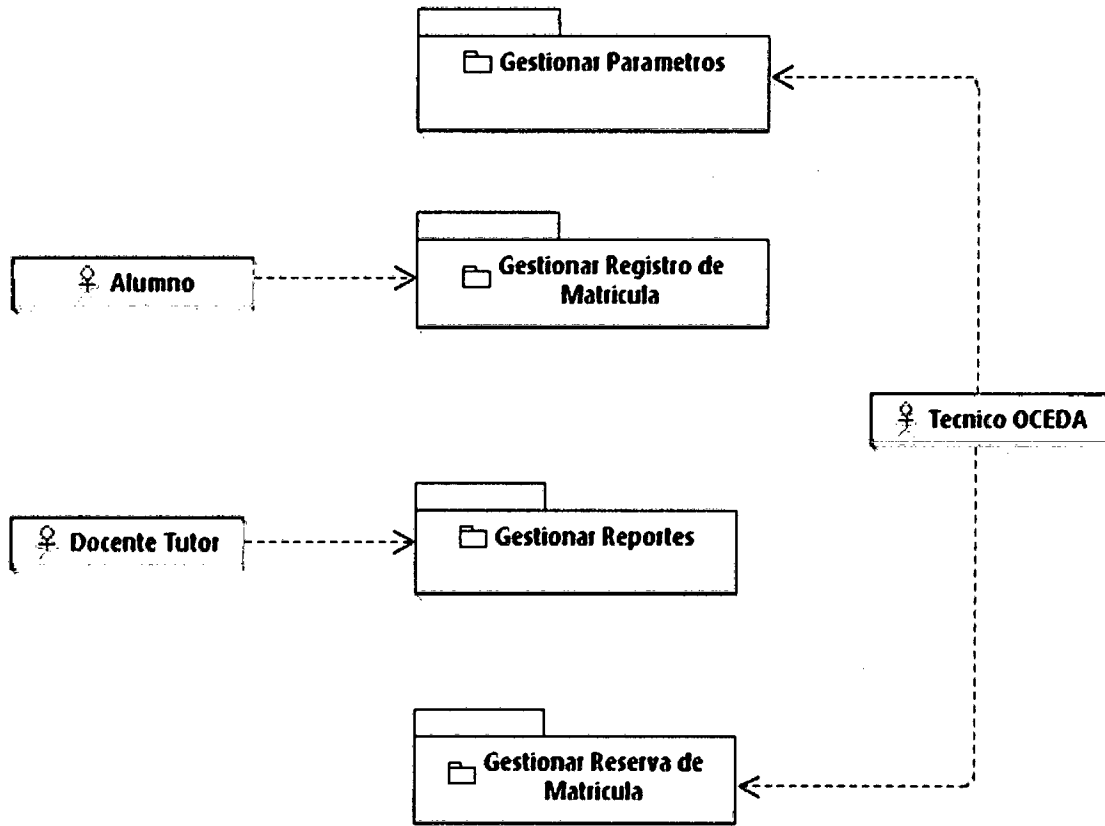 Gestionar Parametros
Gestionar Registro de
Matricula
Alumno
Tecnico OCEDA
Docente Tutor
Gestionar Reportes
Gestionar Reserva de
Matricula